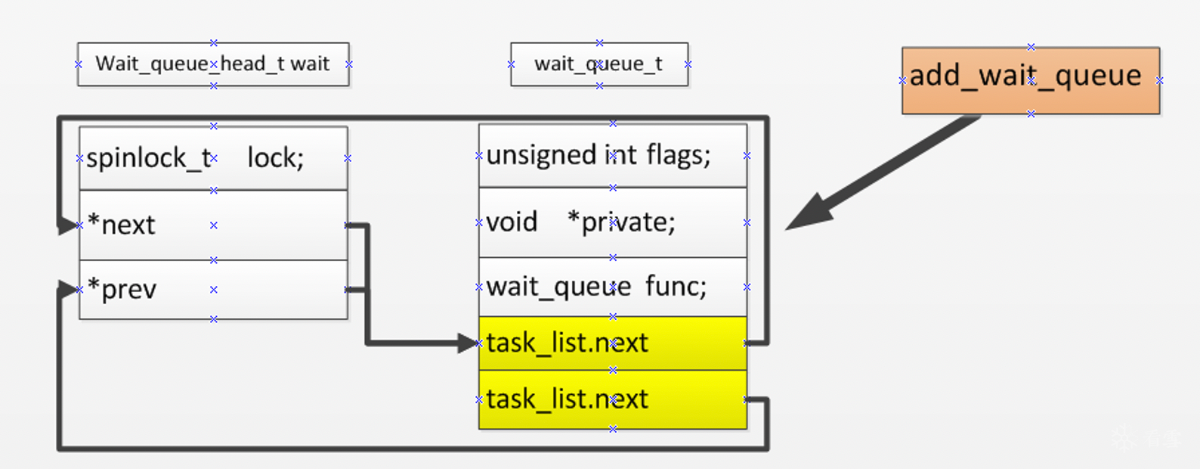 Wait_queue_head_t wait
wait_queue_t
add_wait_queue
spinlock_t lock;
*next
*prev
unsigned int flags;
void *private;
wait_queue func;
task_list.next
task_list.next